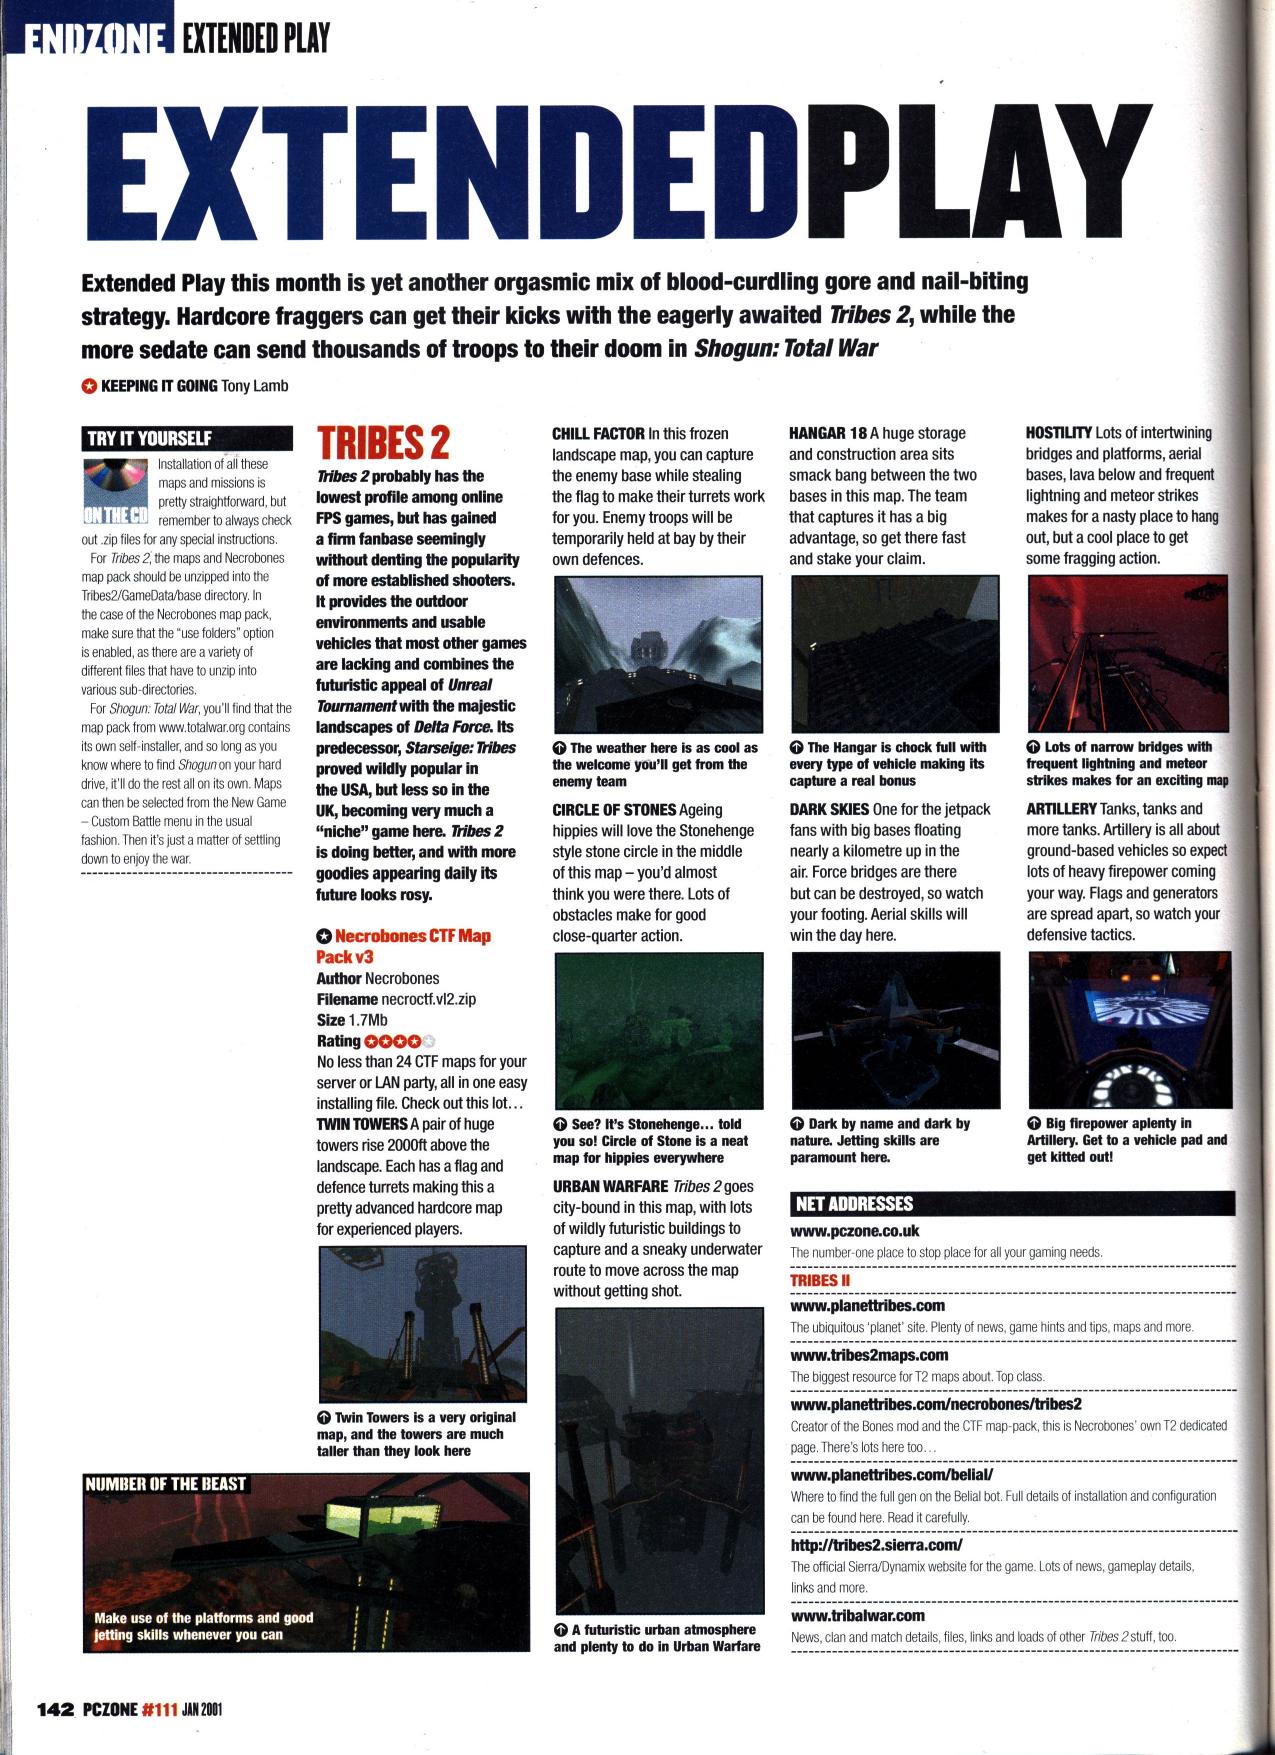 ENDZONE EXTENDED PLAY
EXTENDEDPLAY
Extended Play this month is yet another orgasmic mix of blood-curdling gore and nail-biting
strategy. Hardcore fraggers can get their kicks with the eagerly awaited Tribes 2, while the
more sedate can send thousands of troops to their doom in Shogun: Total War
KEEPING IT GOING Tony Lamb
TRY IT YOURSELF
ON THE CD
Installation of all these
maps and missions is
pretty straightforward, but
remember to always check
out .zip files for any special instructions.
For Tribes 2, the maps and Necrobones
map pack should be unzipped into the
Tribes2/GameData/base directory. In
the case of the Necrobones map pack,
make sure that the "use folders" option
is enabled, as there are a variety of
different files that have to unzip into
various sub-directories.
For Shogun: Total War, you'll find that the
map pack from www.totalwar.org contains
its own self-installer, and so long as you
know where to find Shogun on your hard
drive, it'll do the rest all on its own. Maps
can then be selected from the New Game
– Custom Battle menu in the usual
fashion. Then it's just a matter of settling
down to enjoy the war.
TRIBES 2
Tribes 2 probably has the
lowest profile among online
FPS games, but has gained
a firm fanbase seemingly
without denting the popularity
of more established shooters.
It provides the outdoor
environments and usable
vehicles that most other games
are lacking and combines the
futuristic appeal of Unreal
Tournament with the majestic
landscapes of Delta Force. Its
predecessor, Starseige: Tribes
proved wildly popular in
the USA, but less so in the
UK, becoming very much a
"niche" game here. Tribes 2
is doing better, and with more
goodies appearing daily its
future looks rosy.
Necrobones CTF Map
Pack v3
Author Necrobones
Filename necroctf.vl2.zip
Size 1.7Mb
Rating
No less than 24 CTF maps for your
server or LAN party, all in one easy
installing file. Check out this lot...
TWIN TOWERS A pair of huge
towers rise 2000ft above the
landscape. Each has a flag and
defence turrets making this a
pretty advanced hardcore map
for experienced players.
Twin Towers is a very original
map, and the towers are much
taller than they look here
NUMBER OF THE BEAST
Make use of the platforms and good
jetting skills whenever you can
CHILL FACTOR In this frozen
landscape map, you can capture
the enemy base while stealing
the flag to make their turrets work
for you. Enemy troops will be
temporarily held at bay by their
own defences.
The weather here is as cool as
the welcome you'll get from the
enemy team
CIRCLE OF STONES Ageing
hippies will love the Stonehenge
style stone circle in the middle
of this map – you'd almost
think you were there. Lots of
obstacles make for good
close-quarter action.
See? It's Stonehenge... told
you so! Circle of Stone is a neat
map for hippies everywhere
URBAN WARFARE Tribes 2 goes
city-bound in this map, with lots
of wildly futuristic buildings to
capture and a sneaky underwater
route to move across the map
without getting shot.
A futuristic urban atmosphere
and plenty to do in Urban Warfare
HANGAR 18 A huge storage
and construction area sits
smack bang between the two
bases in this map. The team
that captures it has a big
advantage, so get there fast
and stake your claim.
The Hangar is chock full with
every type of vehicle making its
capture a real bonus
DARK SKIES One for the jetpack
fans with big bases floating
nearly a kilometre up in the
air. Force bridges are there
but can be destroyed, so watch
your footing. Aerial skills will
win the day here.
Dark by name and dark by
nature. Jetting skills are
paramount here.
HOSTILITY Lots of intertwining
bridges and platforms, aerial
bases, lava below and frequent
lightning and meteor strikes
makes for a nasty place to hang
out, but a cool place to get
some fragging action.
Lots of narrow bridges with
frequent lightning and meteor
strikes makes for an exciting map
ARTILLERY Tanks, tanks and
more tanks. Artillery is all about
ground-based vehicles so expect
lots of heavy firepower coming
your way. Flags and generators
are spread apart, so watch your
defensive tactics.
Big firepower aplenty in
Artillery. Get to a vehicle pad and
get kitted out!
NET ADDRESSES
www.pczone.co.uk
The number-one place to stop place for all your gaming needs.
TRIBES II
www.planettribes.com
The ubiquitous 'planet' site. Plenty of news, game hints and tips, maps and more.
www.tribes2maps.com
The biggest resource for T2 maps about. Top class.
www.planettribes.com/necrobones/tribes2
Creator of the Bones mod and the CTF map-pack, this is Necrobones' own T2 dedicated
page. There's lots here too...
www.planettribes.com/belial/
Where to find the full gen on the Belial bot. Full details of installation and configuration
can be found here. Read it carefully.
http://tribes2.sierra.com/
The official Sierra/Dynamix website for the game. Lots of news, gameplay details,
links and more.
www.tribalwar.com
News, clan and match details, files, links and loads of other Tribes 2 stuff, too.
142 PCZONE #111 JAN 2001